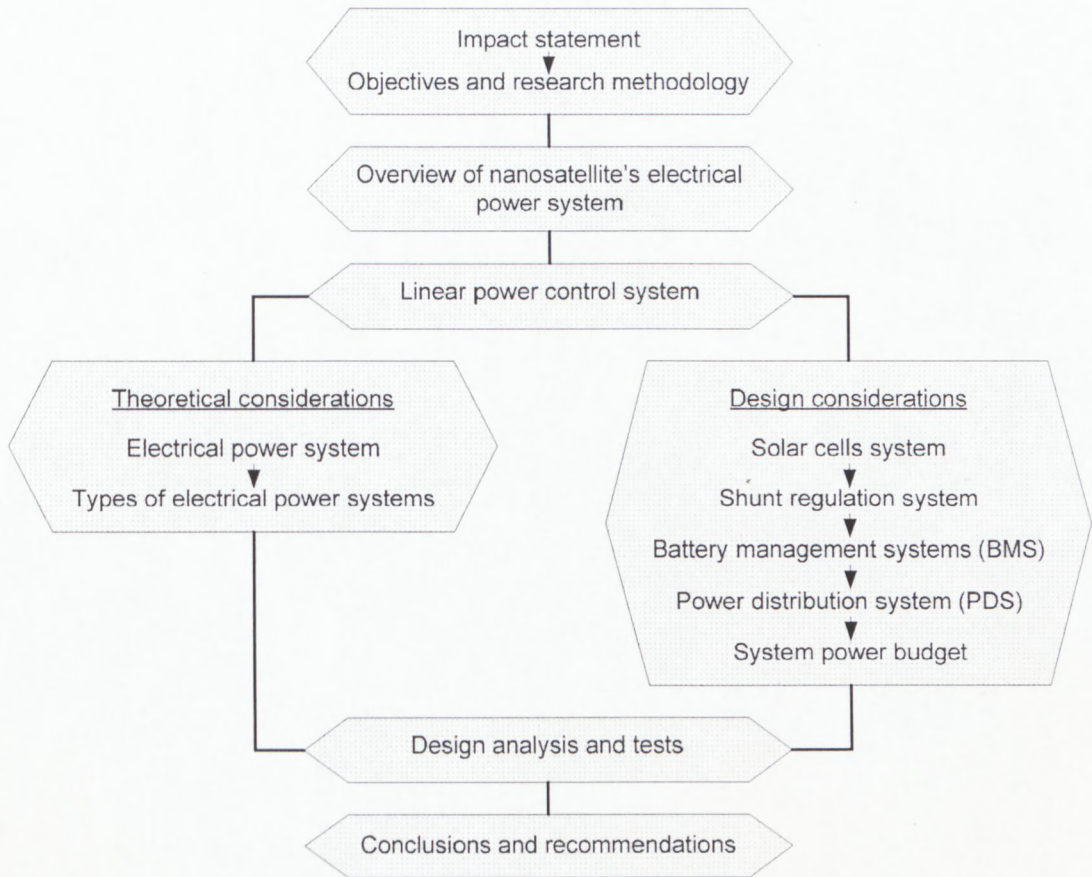 Impact statement
Objectives and research methodology
Overview of nanosatellite's electrical
power system
Linear power control system
Theoretical considerations
Electrical power system
Types of electrical power systems
Design considerations
Solar cells system
Shunt regulation system
Battery management systems (BMS)
Power distribution system (PDS)
System power budget
Design analysis and tests
Conclusions and recommendations